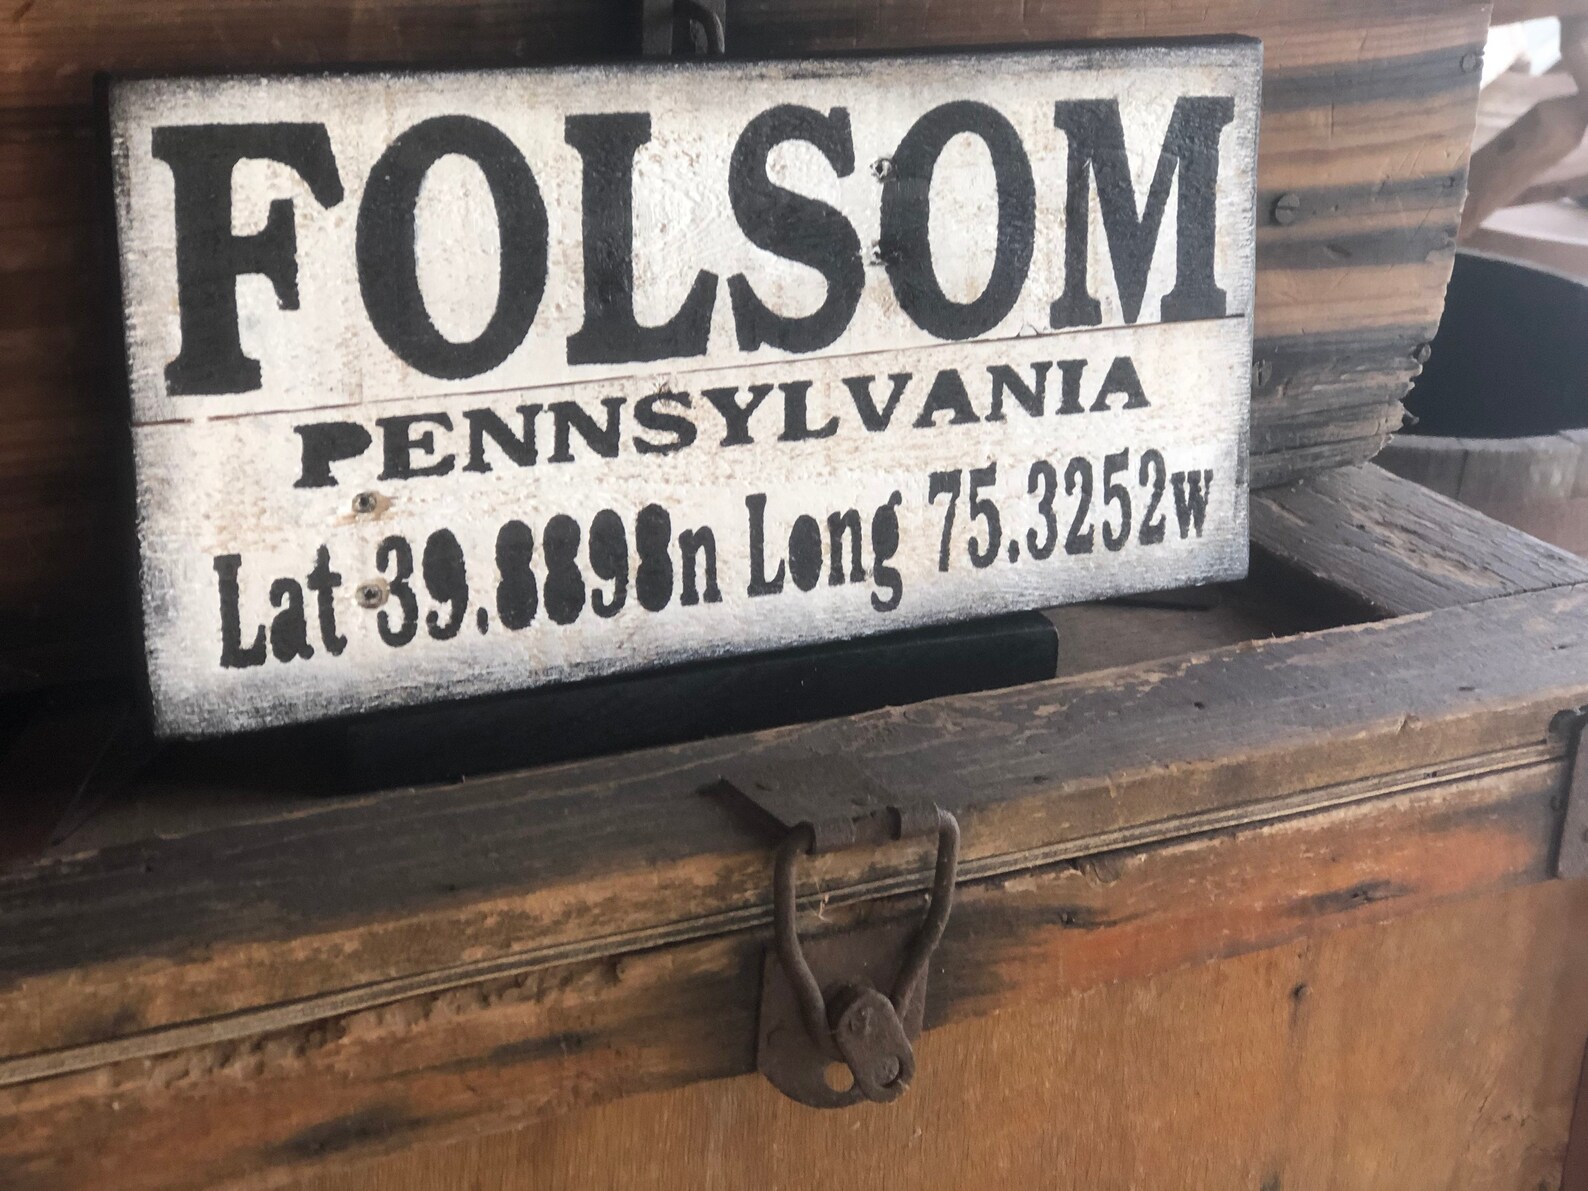 FOLSOM
PENNSYLVANIA
Lat 39.8898n Long 75.3252w